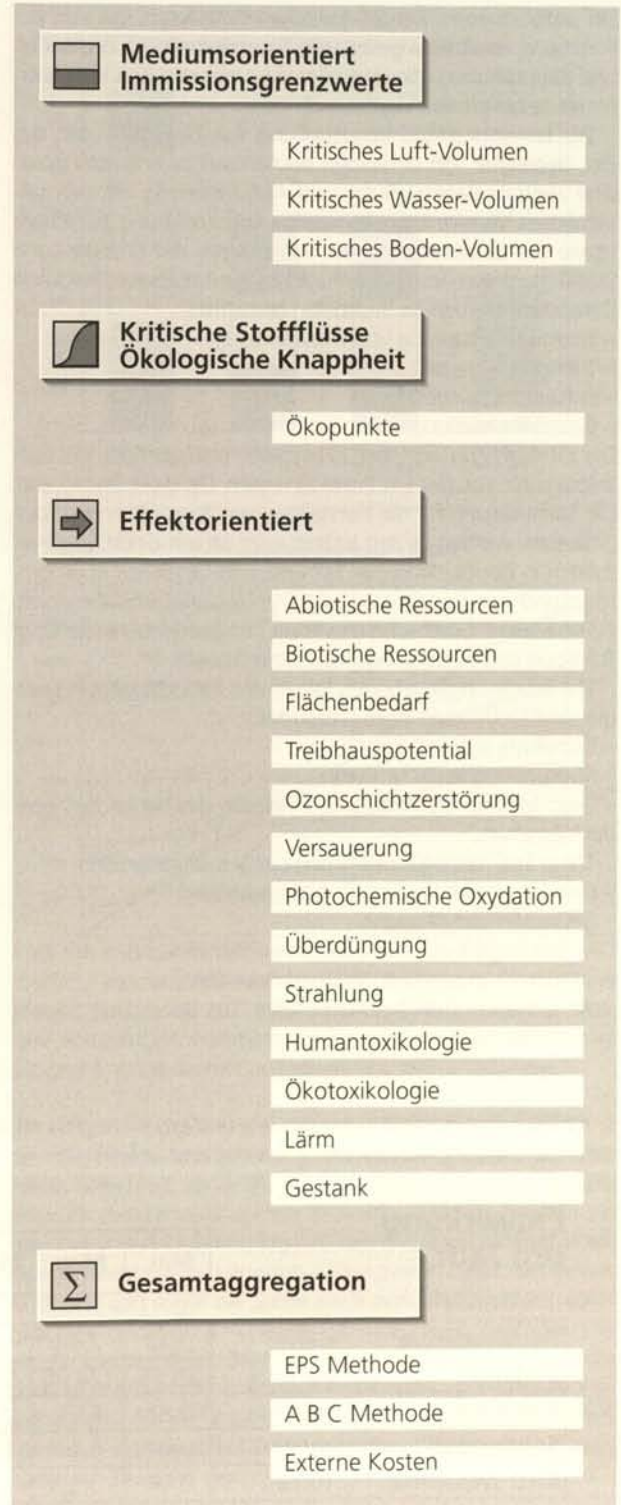 Mediumsorientiert
Immissionsgrenzwerte
Kritisches Luft-Volumen
Kritisches Wasser-Volumen
Kritisches Boden-Volumen
Kritische Stoffflüsse
Ökologische Knappheit
Ökopunkte
Effektorientiert
Abiotische Ressourcen
Biotische Ressourcen
Flächenbedarf
Treibhauspotential
Ozonschichtzerstörung
Versauerung
Photochemische Oxydation
Überdüngung
Strahlung
Humantoxikologie
Ökotoxikologie
Lärm
Gestank
Σ Gesamtaggregation
EPS Methode
A B C Methode
Externe Kosten